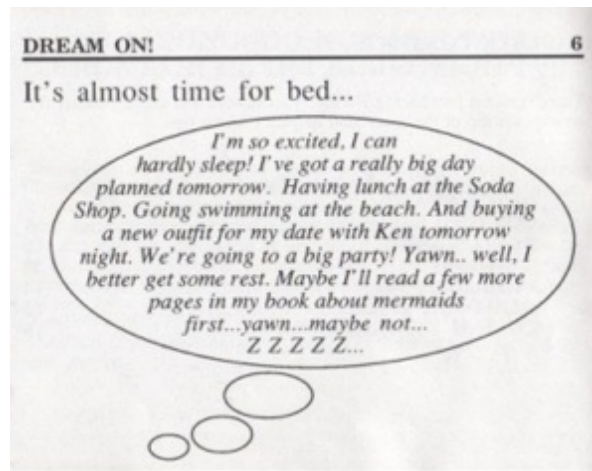 DREAM ON! 6
It's almost time for bed...
I'm so excited, I can
hardly sleep! I've got a really big day
planned tomorrow. Having lunch at the Soda
Shop. Going swimming at the beach. And buying
a new outfit for my date with Ken tomorrow
night. We're going to a big party! Yawn.. well, I
better get some rest. Maybe I'll read a few more
pages in my book about mermaids
first...yawn...maybe not...
Z Z Z Z Z...